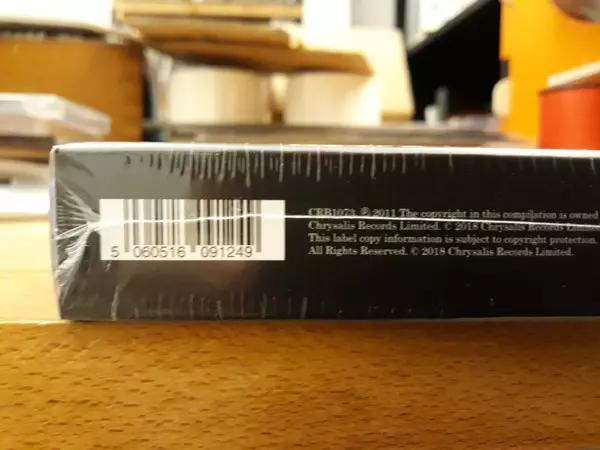 5 060516 091249
CRB1073 ℗ 2011 The copyright in this compilation is owned
Chrysalis Records Limited. © 2018 Chrysalis Records Limi
This label copy information is subject to copyright protection.
All Rights Reserved. © 2018 Chrysalis Records Limited.